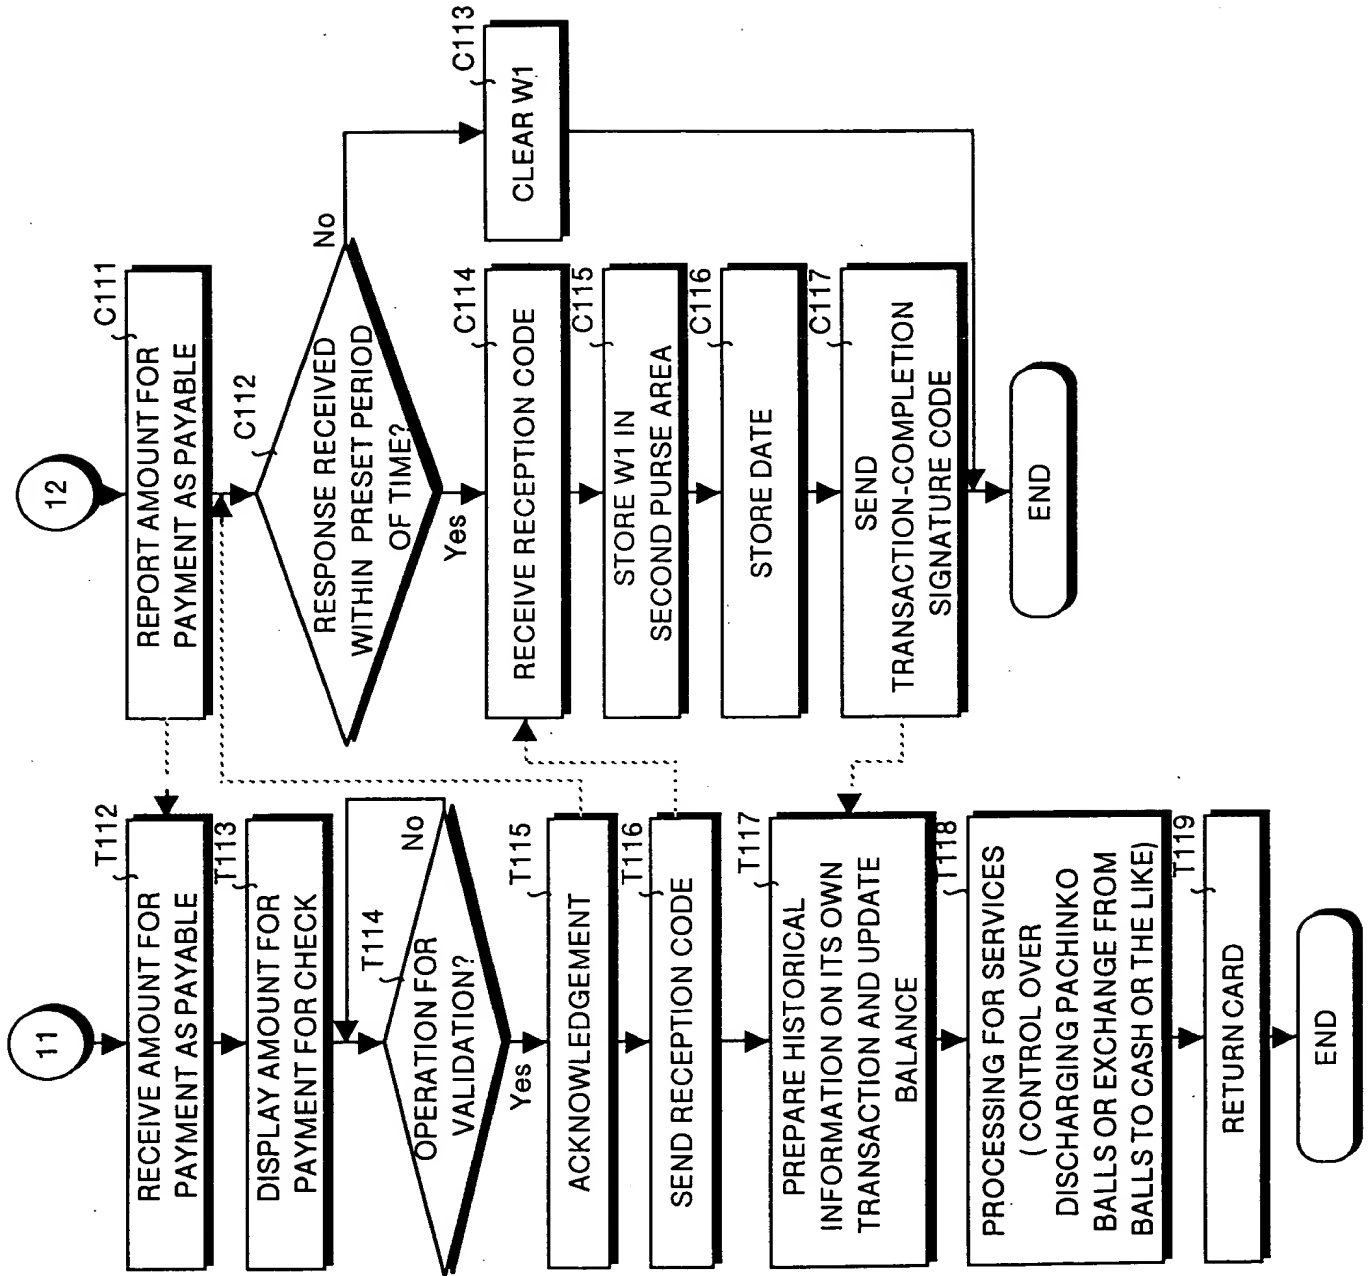 11
T112
RECEIVE AMOUNT FOR
PAYMENT AS PAYABLE
T113
DISPLAY AMOUNT FOR
PAYMENT FOR CHECK
T114
OPERATION FOR
VALIDATION?
No
Yes
T115
ACKNOWLEDGEMENT
T116
SEND RECEPTION CODE
T117
PREPARE HISTORICAL
INFORMATION ON ITS OWN
TRANSACTION AND UPDATE
BALANCE
T118
PROCESSING FOR SERVICES
(CONTROL OVER
DISCHARGING PACHINKO
BALLS OR EXCHANGE FROM
BALLS TO CASH OR THE LIKE)
T119
RETURN CARD
END
12
C111
REPORT AMOUNT FOR
PAYMENT AS PAYABLE
C112
RESPONSE RECEIVED
WITHIN PRESET PERIOD
OF TIME?
No
Yes
C113
CLEAR W1
C114
RECEIVE RECEPTION CODE
C115
STORE W1 IN
SECOND PURSE AREA
C116
STORE DATE
C117
SEND
TRANSACTION-COMPLETION
SIGNATURE CODE
END